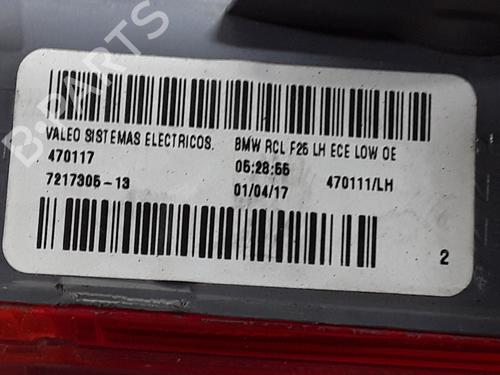 VALEO SISTEMAS ELECTRICOS. BMW RCL F25 LH ECE LOW OE
470117 05:28:55
7217305-13 01/04/17 470111/LH
2
B-PARTS